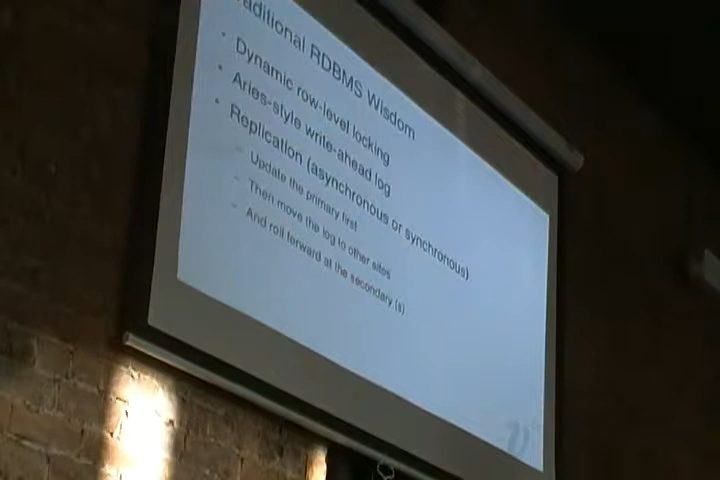 aditional RDBMS Wisdom
• Dynamic row-level locking
• Aries-style write-ahead log
• Replication (asynchronous or synchronous)
– Update the primary first
– Then move the log to other sites
– And roll forward at the secondary (s)